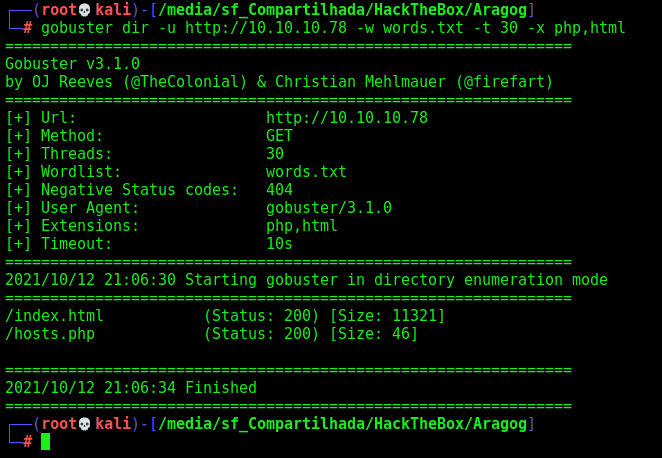 ┌──(root💀kali)-[/media/sf_Compartilhada/HackTheBox/Aragog]
└─# gobuster dir -u http://10.10.10.78 -w words.txt -t 30 -x php,html
===============================================================
Gobuster v3.1.0
by OJ Reeves (@TheColonial) & Christian Mehlmauer (@firefart)
===============================================================
[+] Url:                     http://10.10.10.78
[+] Method:                  GET
[+] Threads:                 30
[+] Wordlist:                words.txt
[+] Negative Status codes:   404
[+] User Agent:              gobuster/3.1.0
[+] Extensions:              php,html
[+] Timeout:                 10s
===============================================================
2021/10/12 21:06:30 Starting gobuster in directory enumeration mode
===============================================================
/index.html           (Status: 200) [Size: 11321]
/hosts.php            (Status: 200) [Size: 46]

===============================================================
2021/10/12 21:06:34 Finished
===============================================================
┌──(root💀kali)-[/media/sf_Compartilhada/HackTheBox/Aragog]
└─#